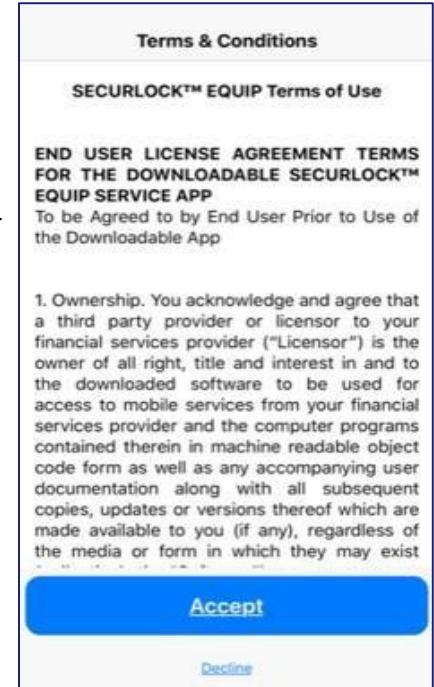 Terms & Conditions
SECURLOCK™ EQUIP Terms of Use
END USER LICENSE AGREEMENT TERMS
FOR THE DOWNLOADABLE SECURLOCK™
EQUIP SERVICE APP
To be Agreed to by End User Prior to Use of
the Downloadable App
1. Ownership. You acknowledge and agree that
a third party provider or licensor to your
financial services provider ("Licensor") is the
owner of all right, title and interest in and to
the downloaded software to be used for
access to mobile services from your financial
services provider and the computer programs
contained therein in machine readable object
code form as well as any accompanying user
documentation along with all subsequent
copies, updates or versions thereof which are
made available to you (if any), regardless of
the media or form in which they may exist
Accept
Decline